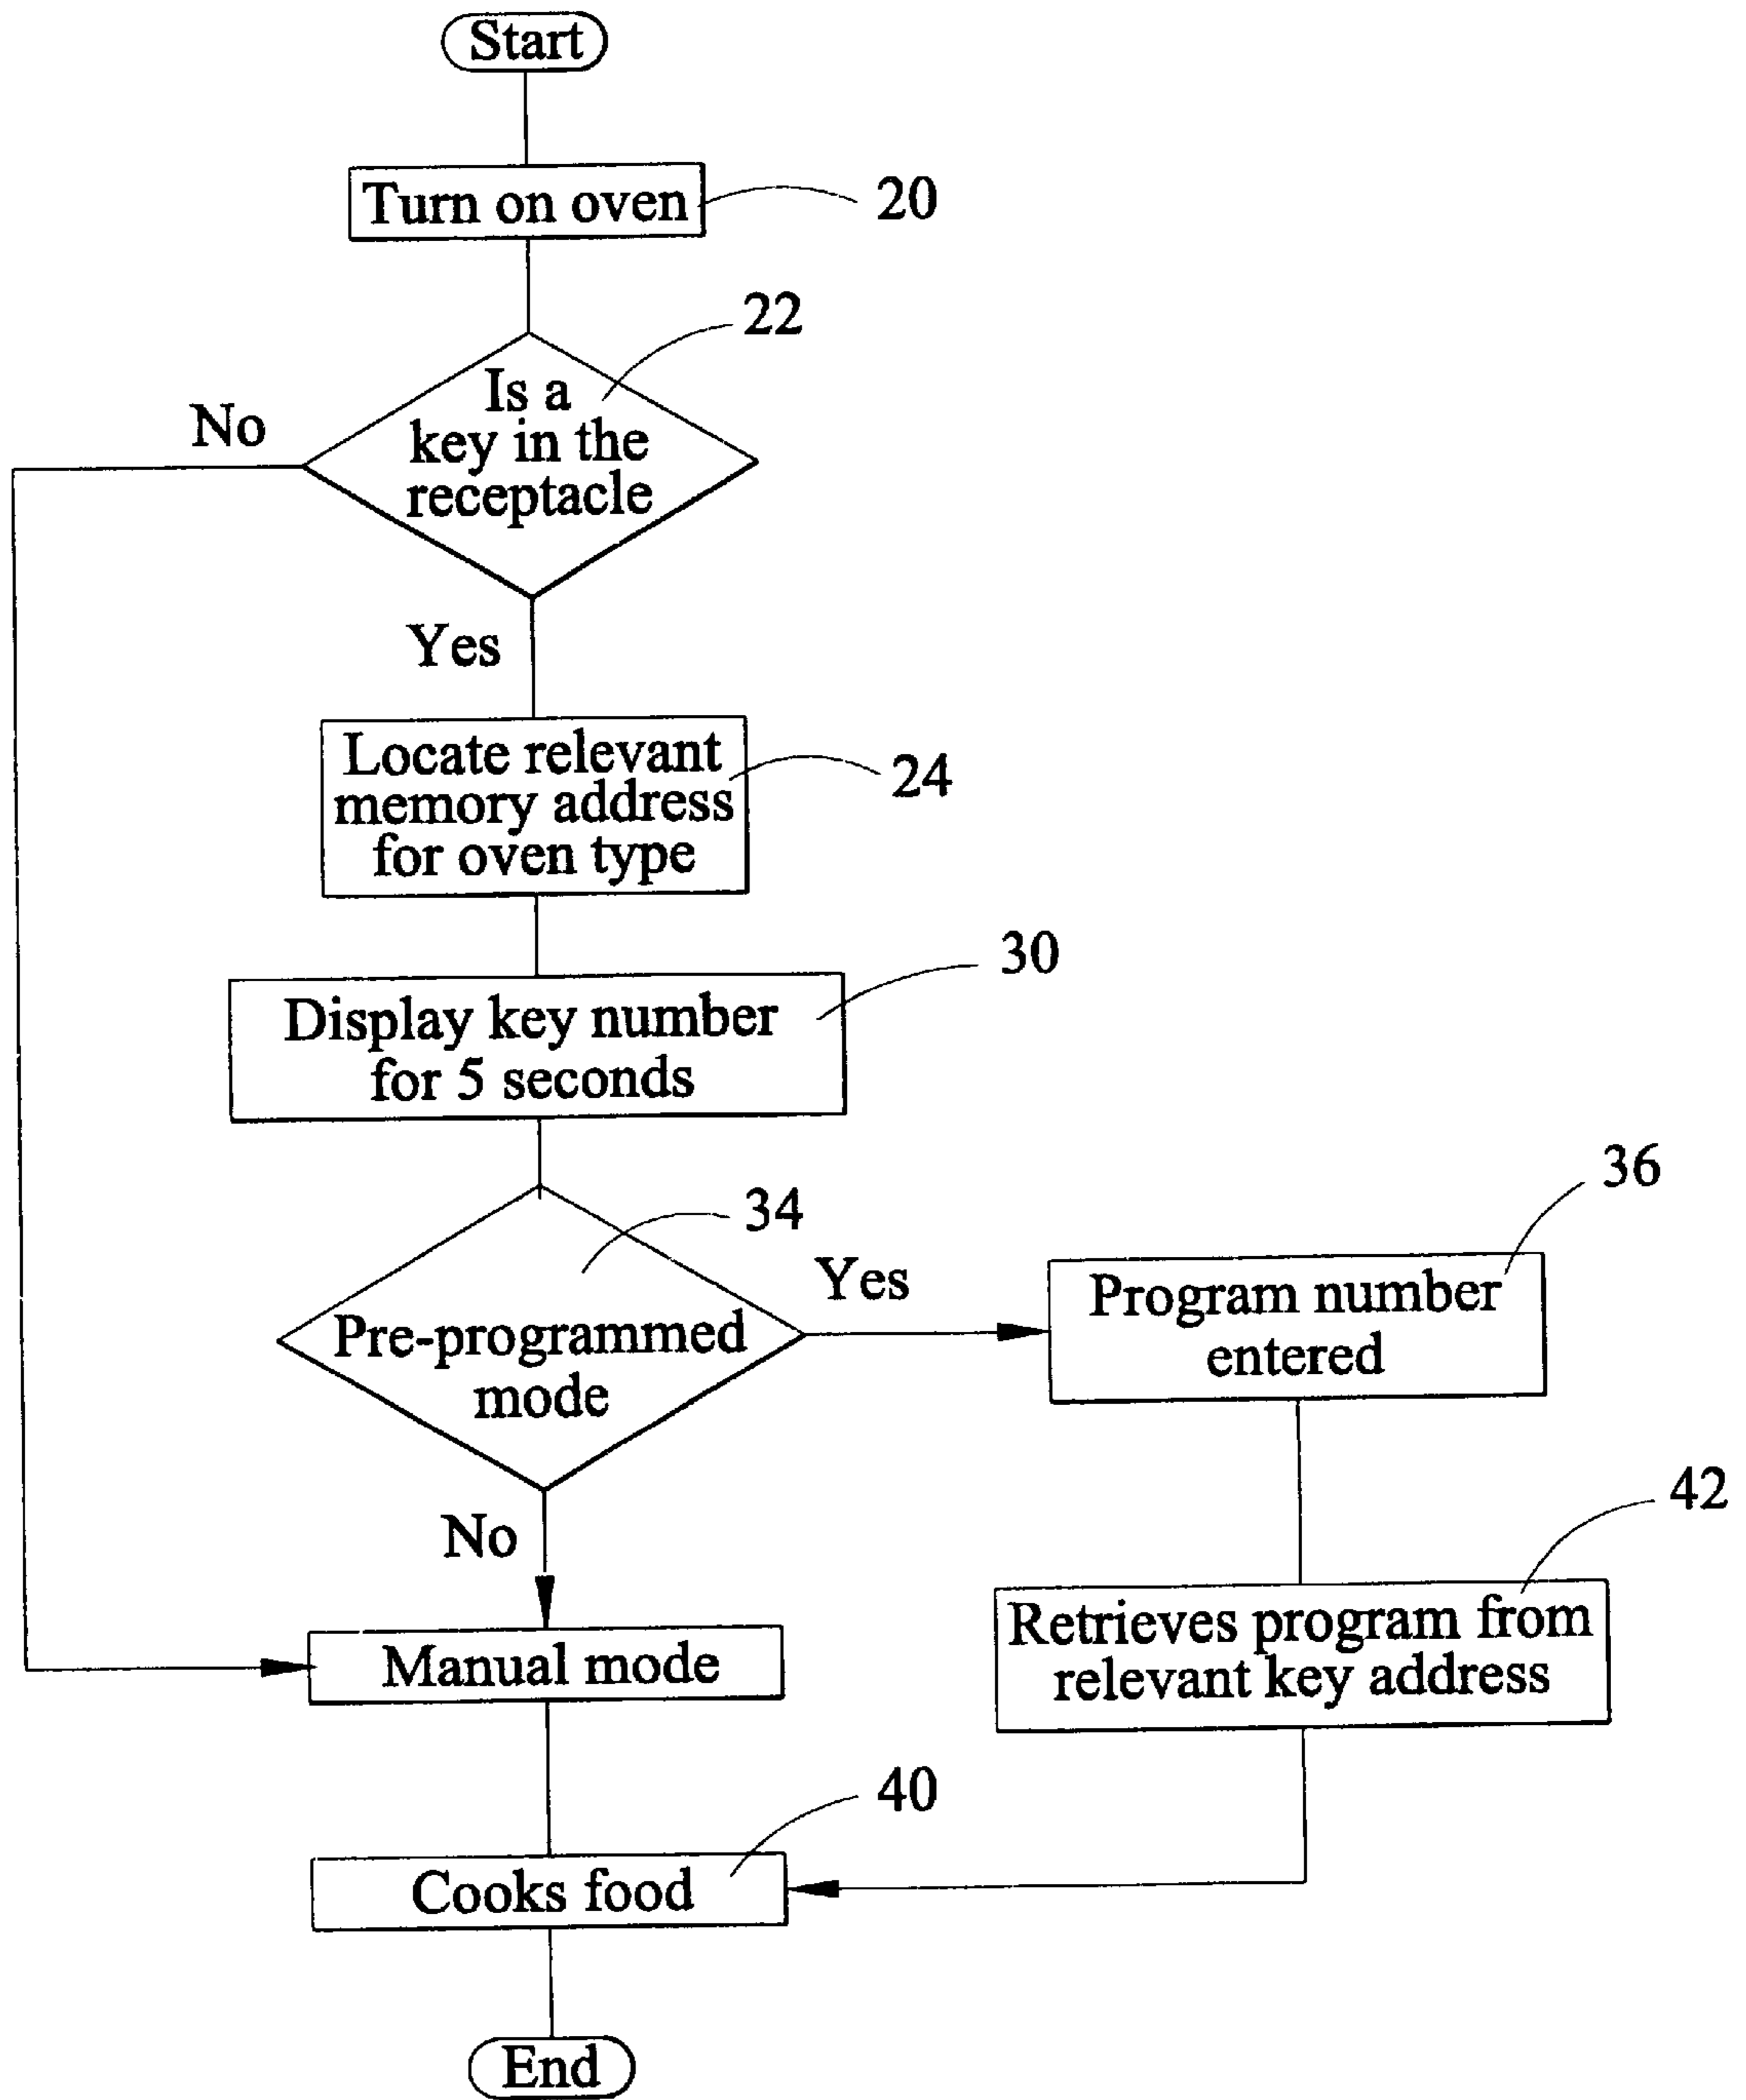 Start
Turn on oven
20
22
Is a
key in the
receptacle
No
Yes
Locate relevant
memory address
for oven type
24
30
Display key number
for 5 seconds
34
Pre-programmed
mode
Yes
36
Program number
entered
No
42
Retrieves program from
relevant key address
Manual mode
40
Cooks food
End